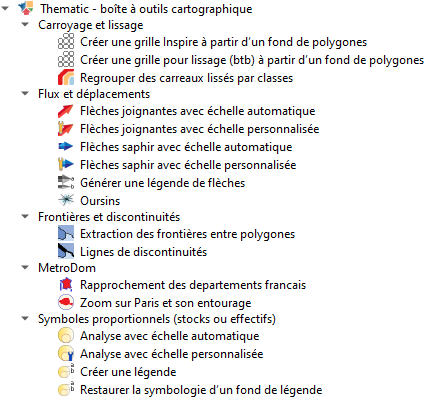 Thematic - boîte à outils cartographique
Carroyage et lissage
Créer une grille Inspire à partir d'un fond de polygones
Créer une grille pour lissage (btb) à partir d'un fond de polygones
Regrouper des carreaux lissés par classes
Flux et déplacements
Flèches joignantes avec échelle automatique
Flèches joignantes avec échelle personnalisée
Flèches saphir avec échelle automatique
Flèches saphir avec échelle personnalisée
Générer une légende de flèches
Oursins
Frontières et discontinuités
Extraction des frontières entre polygones
Lignes de discontinuités
MetroDom
Rapprochement des departements francais
Zoom sur Paris et son entourage
Symboles proportionnels (stocks ou effectifs)
Analyse avec échelle automatique
Analyse avec échelle personnalisée
Créer une légende
Restaurer la symbologie d'un fond de légende